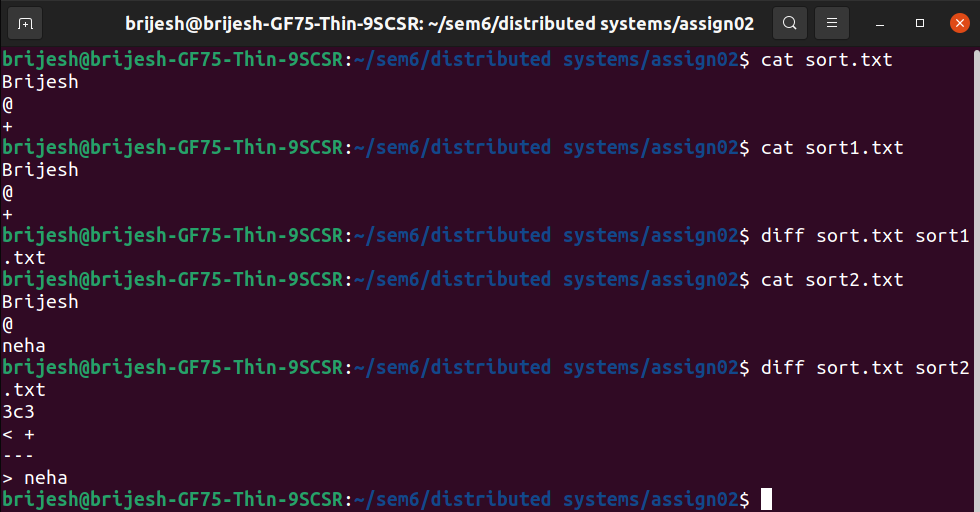 brijesh@brijesh-GF75-Thin-9SCSR: ~/sem6/distributed systems/assign02
brijesh@brijesh-GF75-Thin-9SCSR:~/sem6/distributed systems/assign02$ cat sort.txt
Brijesh
@
+
brijesh@brijesh-GF75-Thin-9SCSR:~/sem6/distributed systems/assign02$ cat sort1.txt
Brijesh
@
+
brijesh@brijesh-GF75-Thin-9SCSR:~/sem6/distributed systems/assign02$ diff sort.txt sort1
.txt
brijesh@brijesh-GF75-Thin-9SCSR:~/sem6/distributed systems/assign02$ cat sort2.txt
Brijesh
@
neha
brijesh@brijesh-GF75-Thin-9SCSR:~/sem6/distributed systems/assign02$ diff sort.txt sort2
.txt
3c3
< +
---
> neha
brijesh@brijesh-GF75-Thin-9SCSR:~/sem6/distributed systems/assign02$